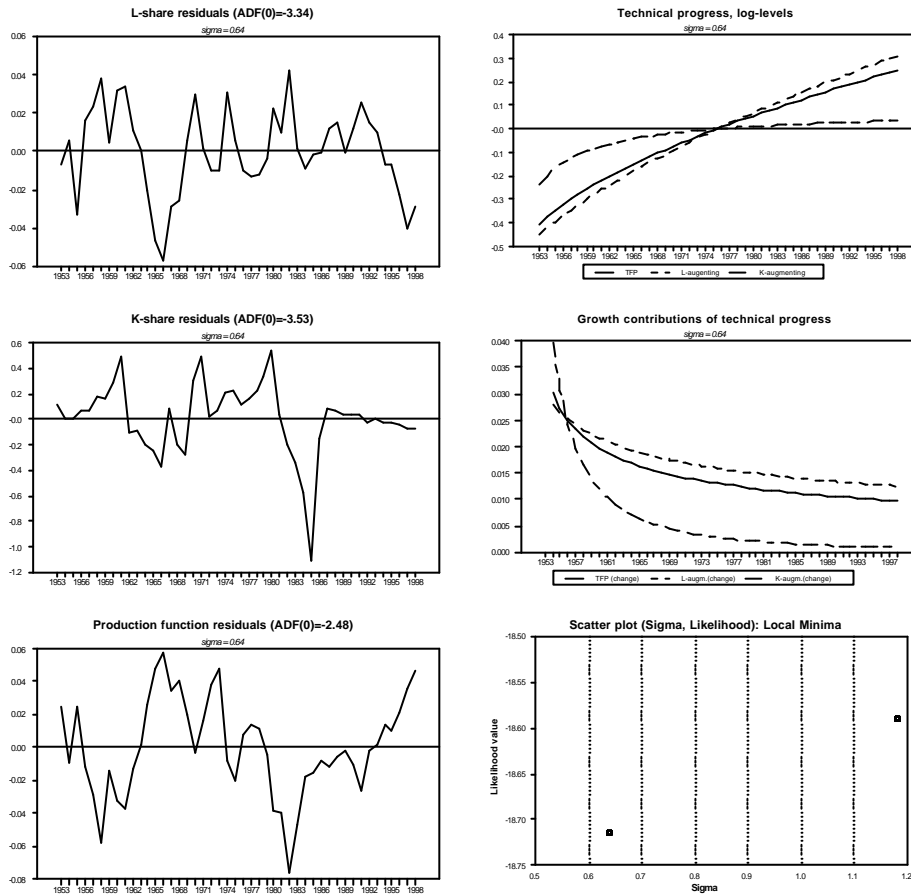 L-share residuals (ADF(0)=-3.34)
sigma = 0.64
0.06
0.04
0.02
0.00
-0.02
-0.04
-0.06
1953 1956 1959 1962 1965 1968 1971 1974 1977 1980 1983 1986 1989 1992 1995 1998
Technical progress, log-levels
sigma = 0.64
0.4
0.3
0.2
0.1
-0.0
-0.1
-0.2
-0.3
-0.4
-0.5
1953 1956 1959 1962 1965 1968 1971 1974 1977 1980 1983 1986 1989 1992 1995 1998
TFP L-augmenting K-augmenting
K-share residuals (ADF(0)=-3.53)
sigma = 0.64
0.6
0.4
0.2
-0.0
-0.2
-0.4
-0.6
-0.8
-1.0
-1.2
1953 1956 1959 1962 1965 1968 1971 1974 1977 1980 1983 1986 1989 1992 1995 1998
Growth contributions of technical progress
sigma = 0.64
0.040
0.035
0.030
0.025
0.020
0.015
0.010
0.005
0.000
1953 1957 1961 1965 1969 1973 1977 1981 1985 1989 1993 1997
TFP (change) L-augm.(change) K-augm.(change)
Production function residuals (ADF(0)=-2.48)
sigma = 0.64
0.06
0.04
0.02
0.00
-0.02
-0.04
-0.06
-0.08
1953 1956 1959 1962 1965 1968 1971 1974 1977 1980 1983 1986 1989 1992 1995 1998
Scatter plot (Sigma, Likelihood): Local Minima
Likelihood value
-18.50
-18.55
-18.60
-18.65
-18.70
-18.75
0.5 0.6 0.7 0.8 0.9 1.0 1.1 1.2
Sigma